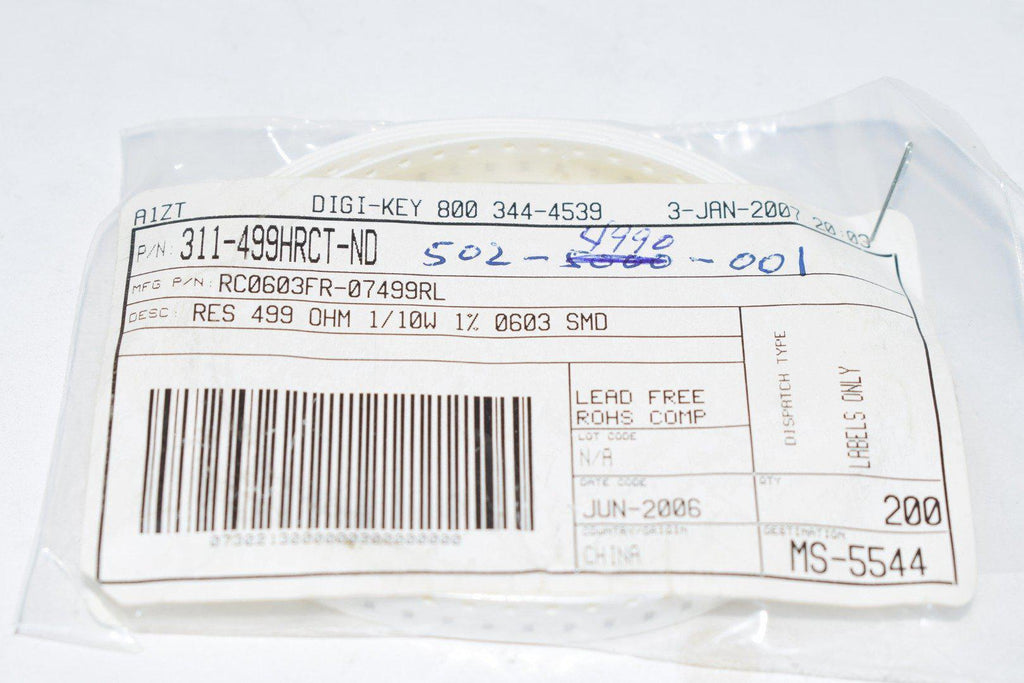 A1ZT DIGI-KEY 800 344-4539 3-JAN-2007 20:03
P/N: 311-499HRCT-ND 502-4990-001
MFG P/N: RC0603FR-07499RL
DESC: RES 499 OHM 1/10W 1% 0603 SMD
LEAD FREE
ROHS COMP
LOT CODE
N/A
DATE CODE
JUN-2006
COUNTRY/ORIGIN
CHINA
DISPATCH TYPE
LABELS ONLY
QTY
200
DESTINATION
MS-5544